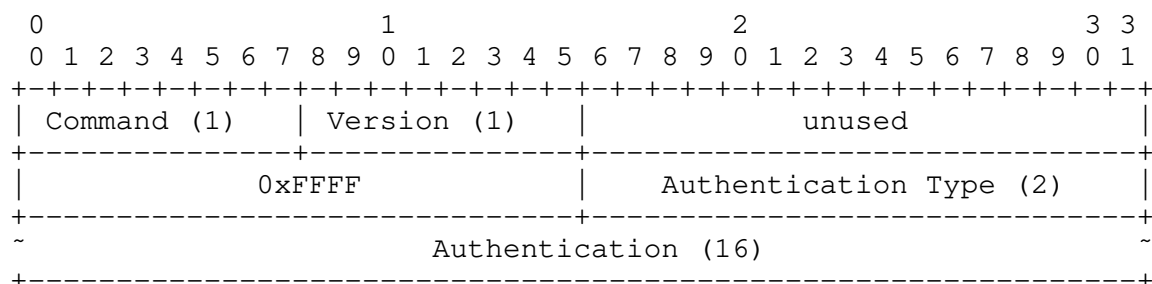 0                   1                   2                   3 3
0 1 2 3 4 5 6 7 8 9 0 1 2 3 4 5 6 7 8 9 0 1 2 3 4 5 6 7 8 9 0 1
+-+-+-+-+-+-+-+-+-+-+-+-+-+-+-+-+-+-+-+-+-+-+-+-+-+-+-+-+-+-+-+-+
| Command (1)   | Version (1)   |            unused             |
+---------------+---------------+-------------------------------+
|             0xFFFF            |    Authentication Type (2)    |
+-------------------------------+-------------------------------+
~                       Authentication (16)                     ~
+---------------------------------------------------------------+